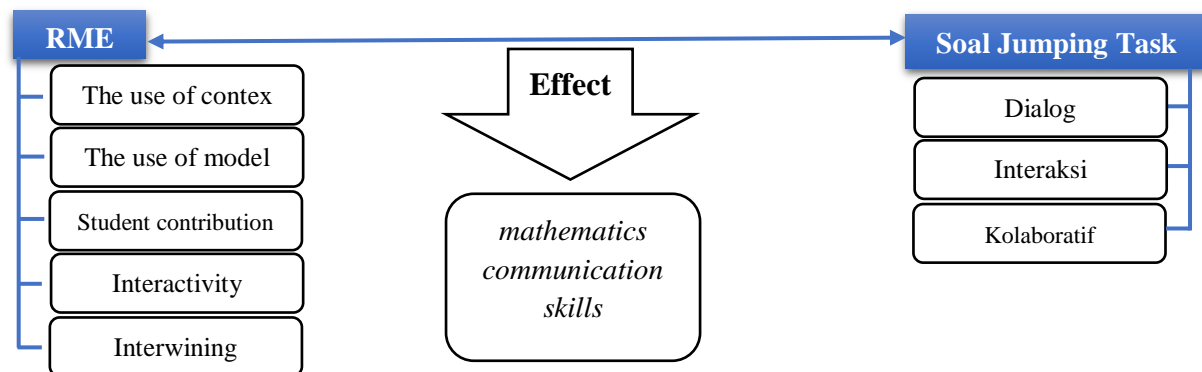 RME
The use of contex
The use of model
Student contribution
Interactivity
Interwining
Effect
mathematics
communication
skills
Soal Jumping Task
Dialog
Interaksi
Kolaboratif